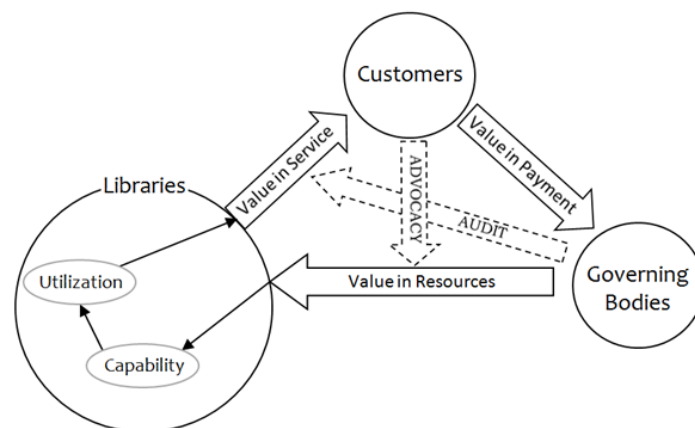 Customers
Value in Service
Value in Payment
ADVOCACY
AUDIT
Libraries
Utilization
Capability
Value in Resources
Governing
Bodies